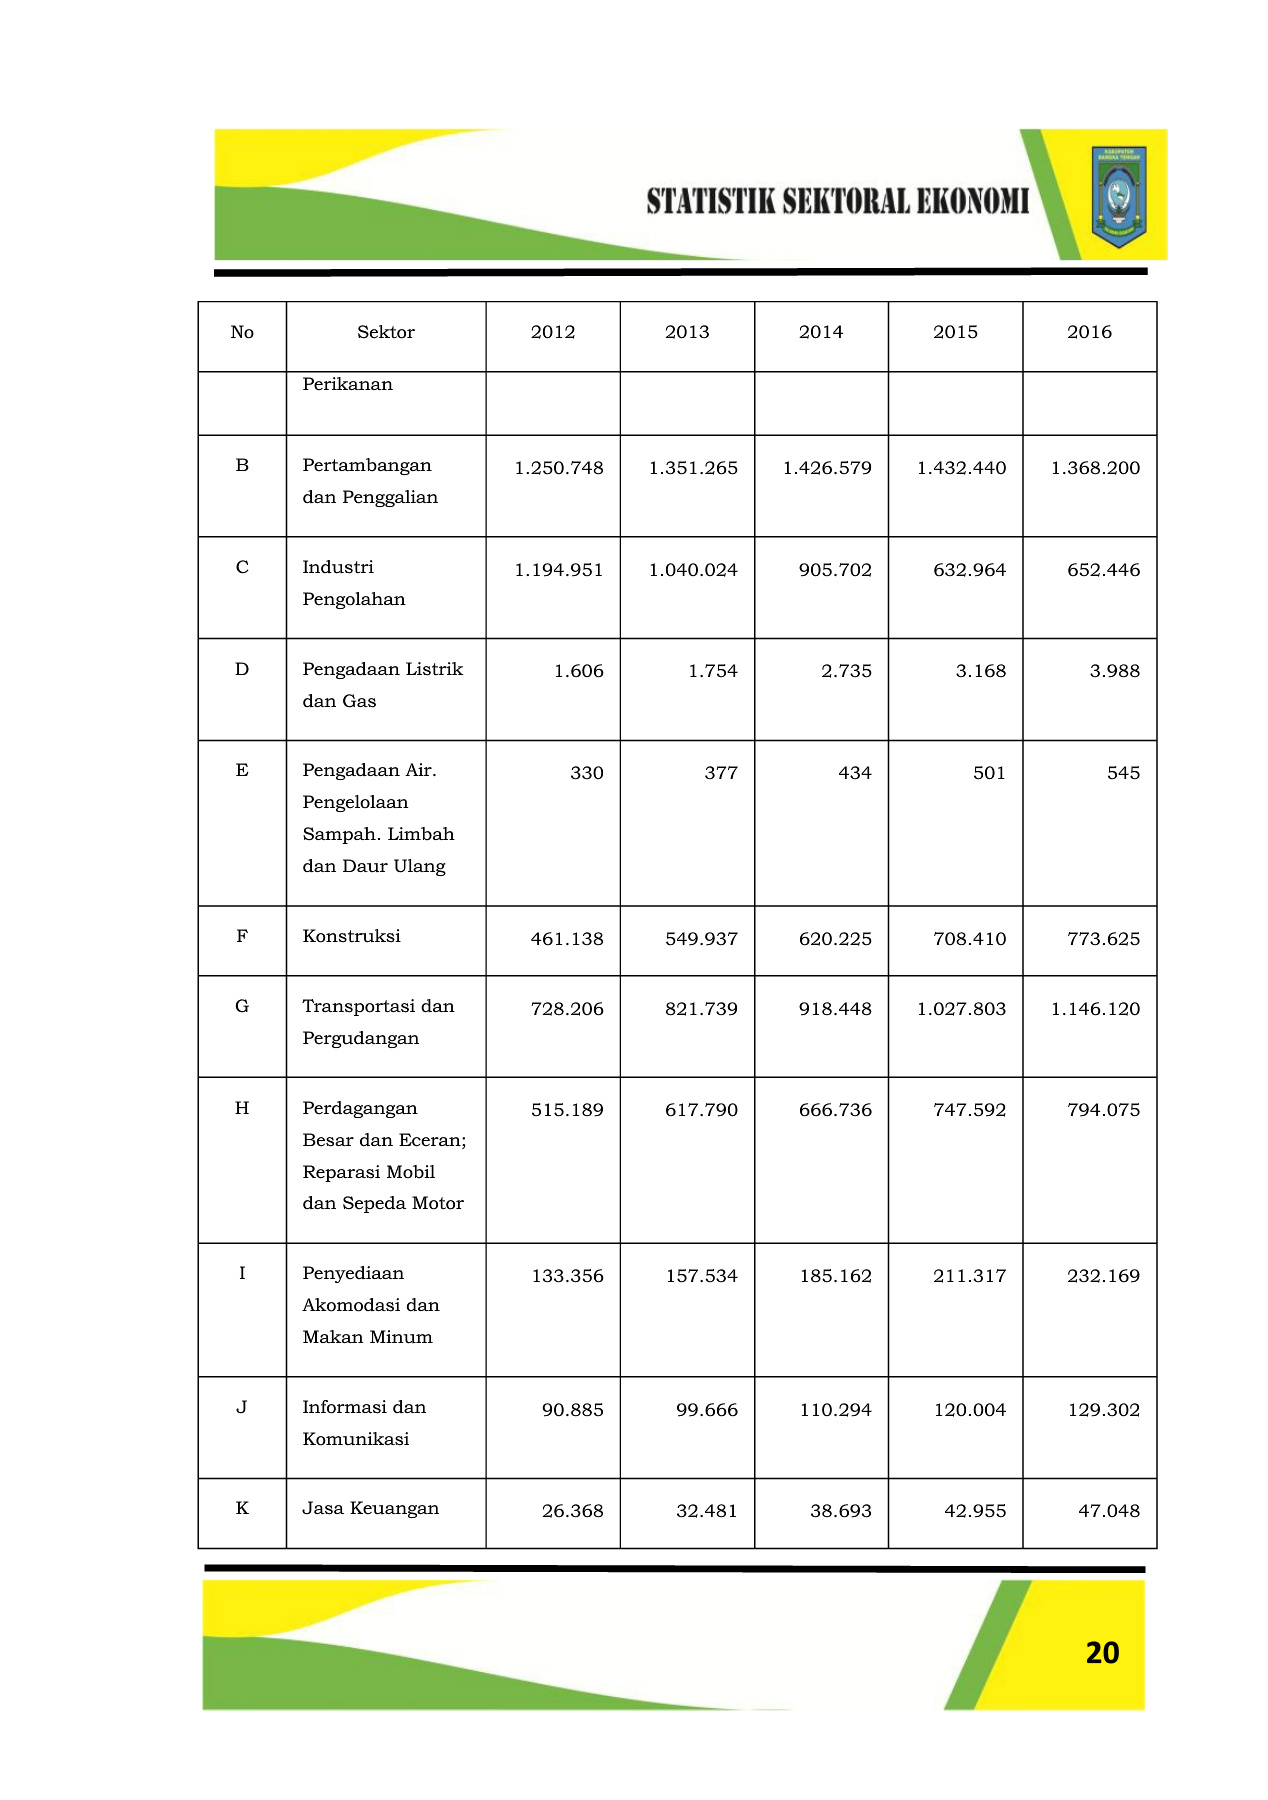 KABUPATEN
BANGKA TENGAH
STATISTIK SEKTORAL EKONOMI
No Sektor 2012 2013 2014 2015 2016
Perikanan
B Pertambangan 1.250.748 1.351.265 1.426.579 1.432.440 1.368.200
dan Penggalian
C Industri 1.194.951 1.040.024 905.702 632.964 652.446
Pengolahan
D Pengadaan Listrik 1.606 1.754 2.735 3.168 3.988
dan Gas
E Pengadaan Air. 330 377 434 501 545
Pengelolaan
Sampah. Limbah
dan Daur Ulang
F Konstruksi 461.138 549.937 620.225 708.410 773.625
G Transportasi dan 728.206 821.739 918.448 1.027.803 1.146.120
Pergudangan
H Perdagangan 515.189 617.790 666.736 747.592 794.075
Besar dan Eceran;
Reparasi Mobil
dan Sepeda Motor
I Penyediaan 133.356 157.534 185.162 211.317 232.169
Akomodasi dan
Makan Minum
J Informasi dan 90.885 99.666 110.294 120.004 129.302
Komunikasi
K Jasa Keuangan 26.368 32.481 38.693 42.955 47.048
20